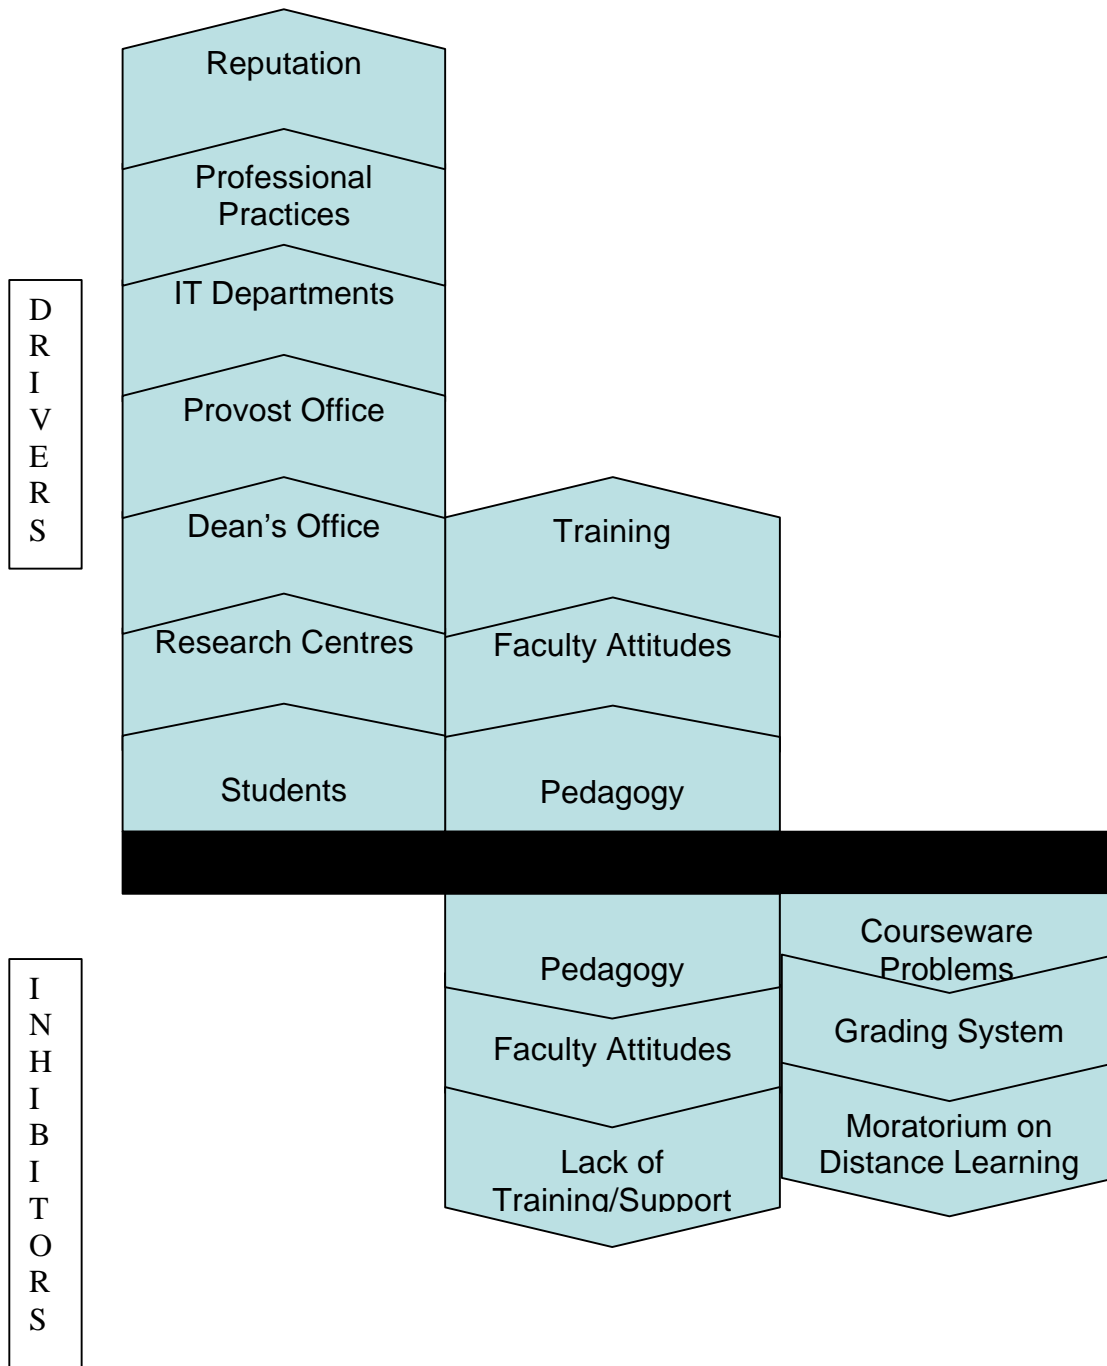 Reputation
Professional
Practices
IT Departments
Provost Office
Dean’s Office
Research Centres
Students
Training
Faculty Attitudes
Pedagogy
D
R
I
V
E
R
S
Pedagogy
Faculty Attitudes
Lack of
Training/Support
Courseware
Problems
Grading System
Moratorium on
Distance Learning
I
N
H
I
B
I
T
O
R
S